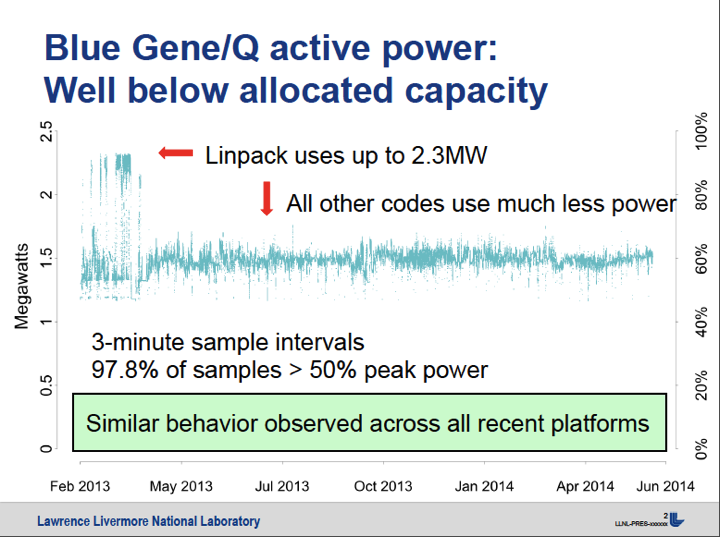 Blue Gene/Q active power:
Well below allocated capacity
2.5
2
1.5
1
0.5
0
Megawatts
100%
80%
60%
40%
20%
0%
Linpack uses up to 2.3MW
All other codes use much less power
3-minute sample intervals
97.8% of samples > 50% peak power
Similar behavior observed across all recent platforms
Feb 2013 May 2013 Jul 2013 Oct 2013 Jan 2014 Apr 2014 Jun 2014
Lawrence Livermore National Laboratory
2
LLNL-PRES-xxxxxx